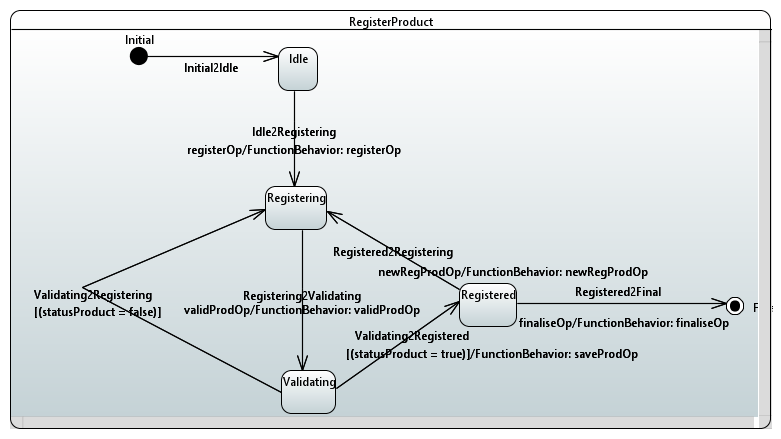 RegisterProduct
Initial
Initial2Idle
Idle
Idle2Registering
registerOp/FunctionBehavior: registerOp
Registering
Registered2Registering
newRegProdOp/FunctionBehavior: newRegProdOp
Validating2Registering
[(statusProduct = false)]
Registering2Validating
validProdOp/FunctionBehavior: validProdOp
Registered
Registered2Final
finaliseOp/FunctionBehavior: finaliseOp
Validating2Registered
[(statusProduct = true)]/FunctionBehavior: saveProdOp
Validating